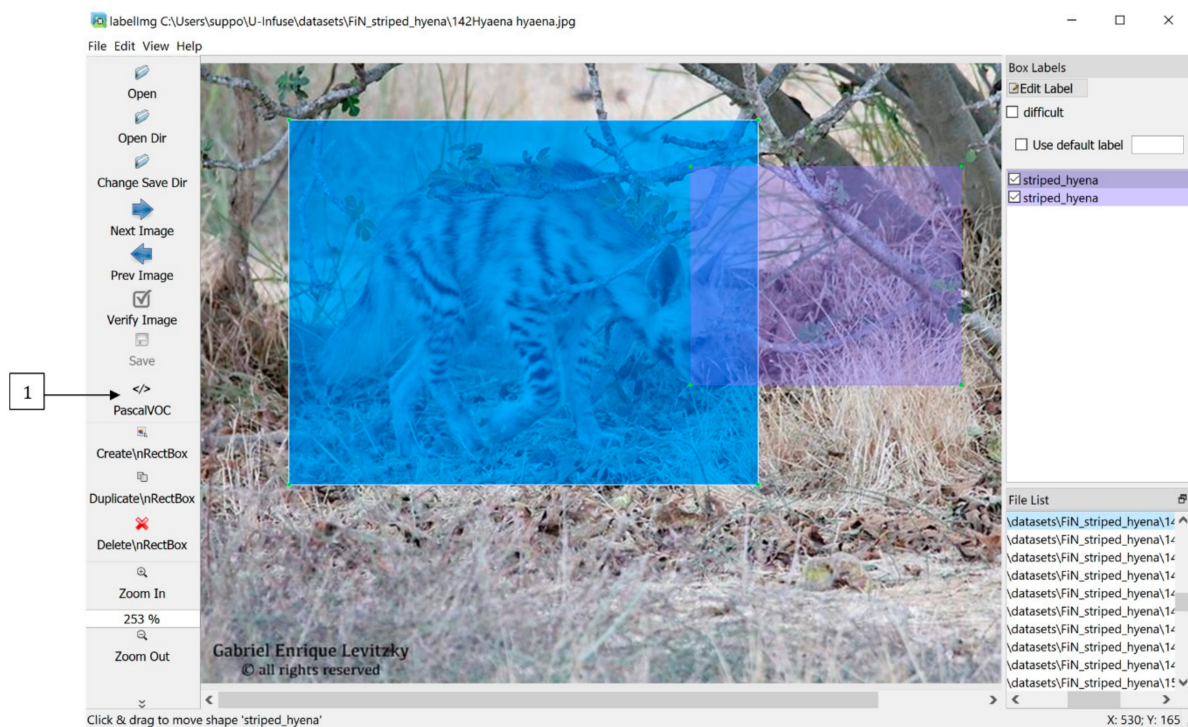 labelImg C:\Users\suppo\U-Infuse\datasets\FiN_striped_hyena\142Hyaena hyaena.jpg
File Edit View Help
Open
Open Dir
Change Save Dir
Next Image
Prev Image
Verify Image
Save
</>
PascalVOC
1
Create\nRectBox
Duplicate\nRectBox
Delete\nRectBox
Zoom In
253 %
Zoom Out
Gabriel Enrique Levitzky
© all rights reserved
Box Labels
Edit Label
difficult
Use default label
striped_hyena
striped_hyena
File List
\datasets\FiN_striped_hyena\14
\datasets\FiN_striped_hyena\14
\datasets\FiN_striped_hyena\14
\datasets\FiN_striped_hyena\14
\datasets\FiN_striped_hyena\14
\datasets\FiN_striped_hyena\14
\datasets\FiN_striped_hyena\14
\datasets\FiN_striped_hyena\14
\datasets\FiN_striped_hyena\14
\datasets\FiN_striped_hyena\15
Click & drag to move shape 'striped_hyena'
X: 530; Y: 165